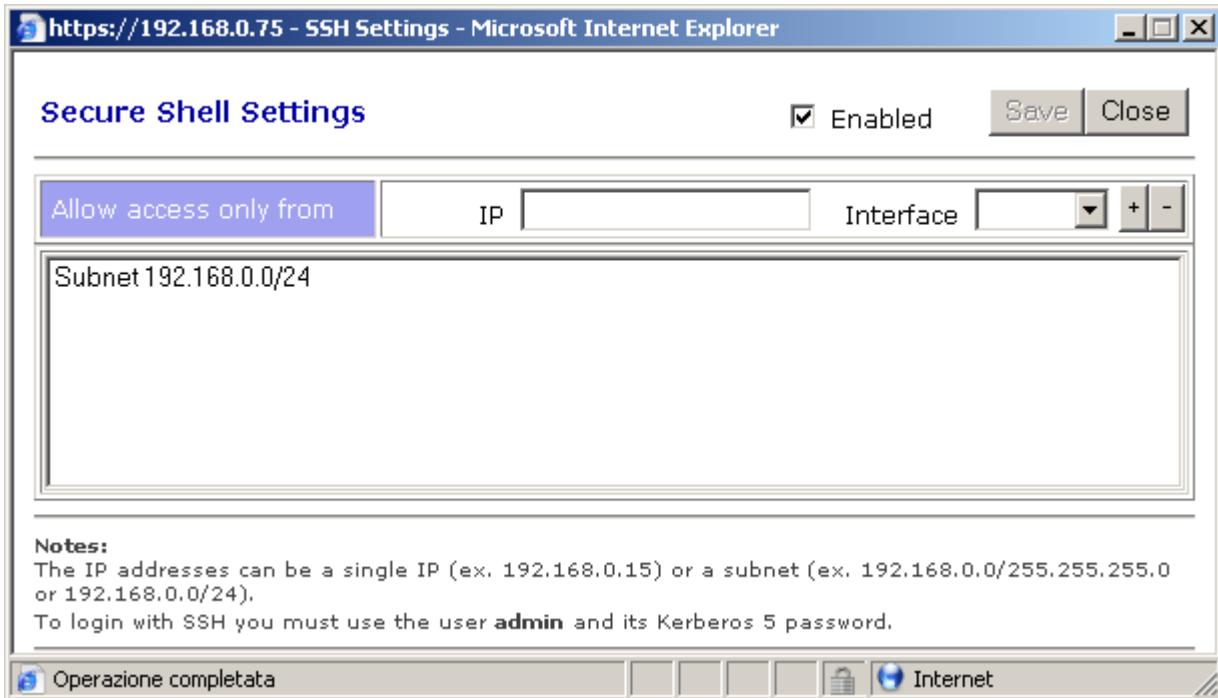 https://192.168.0.75 - SSH Settings - Microsoft Internet Explorer
Secure Shell Settings
Enabled
Save
Close
Allow access only from
IP
Interface
+
-
Subnet 192.168.0.0/24
Notes:
The IP addresses can be a single IP (ex. 192.168.0.15) or a subnet (ex. 192.168.0.0/255.255.255.0
or 192.168.0.0/24).
To login with SSH you must use the user admin and its Kerberos 5 password.
Operazione completata
Internet